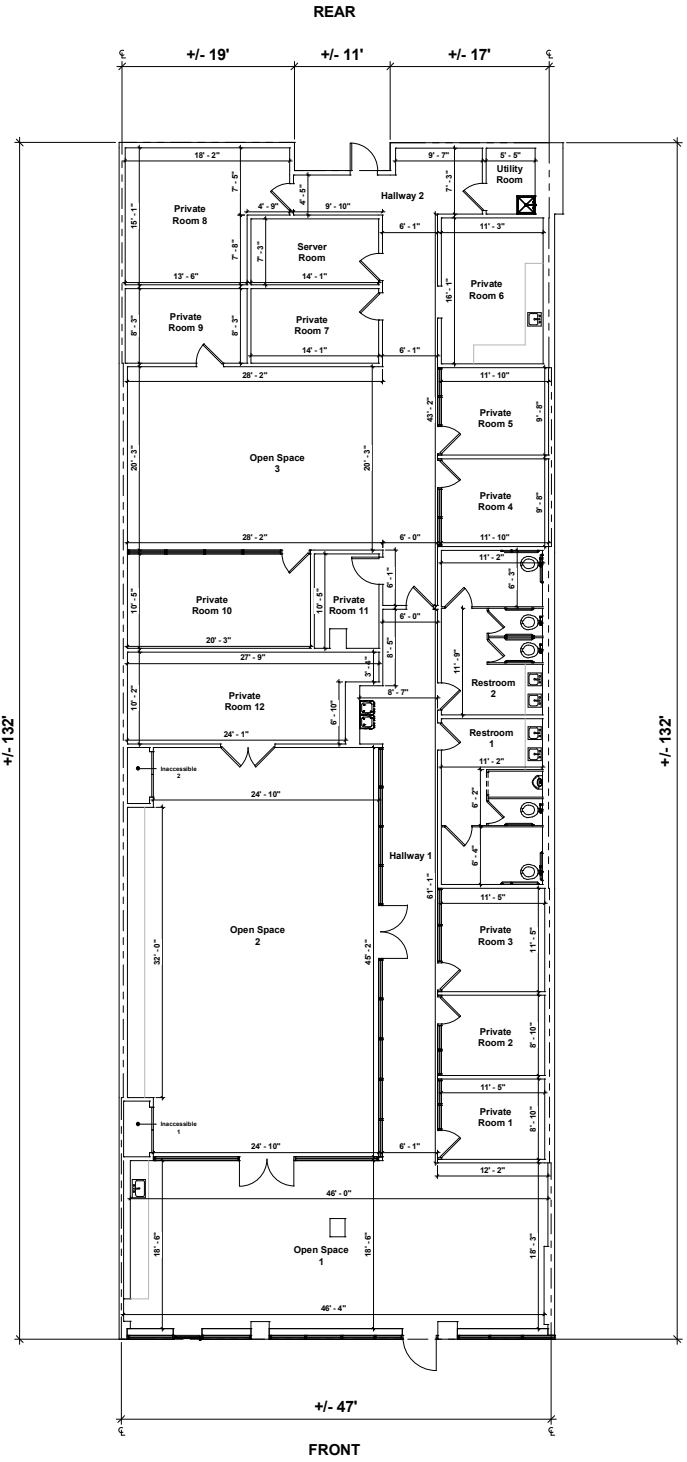 REAR
+/- 19'
+/- 11'
+/- 17'
18' - 2"
9' - 7"
5' - 5"
Utility
Room
7' - 5"
4' - 5"
7' - 3"
Hallway 2
15' - 1"
Private
Room 8
4' - 9"
9' - 10"
6' - 1"
11' - 3"
7' - 8"
7' - 3"
Server
Room
13' - 6"
14' - 1"
Private
Room 6
16' - 1"
8' - 3"
Private
Room 9
8' - 3"
Private
Room 7
14' - 1"
6' - 1"
28' - 2"
11' - 10"
43' - 2"
Private
Room 5
9' - 8"
20' - 3"
Open Space
3
20' - 3"
Private
Room 4
9' - 8"
28' - 2"
6' - 0"
11' - 10"
11' - 2"
6' - 3"
6' - 1"
10' - 5"
Private
Room 10
10' - 5"
Private
Room 11
20' - 3"
6' - 0"
8' - 5"
11' - 9"
27' - 9"
3' - 4"
Restroom
2
8' - 7"
10' - 2"
Private
Room 12
6' - 10"
24' - 1"
Restroom
1
11' - 2"
+/- 132'
+/- 132'
Inaccessible
2
24' - 10"
6' - 2"
6' - 4"
Hallway 1
61' - 1"
11' - 5"
Open Space
2
32' - 0"
45' - 2"
Private
Room 3
11' - 5"
Private
Room 2
8' - 10"
11' - 5"
Private
Room 1
8' - 10"
Inaccessible
1
24' - 10"
6' - 1"
12' - 2"
46' - 0"
18' - 6"
Open Space
1
18' - 6"
18' - 3"
46' - 4"
+/- 47'
FRONT